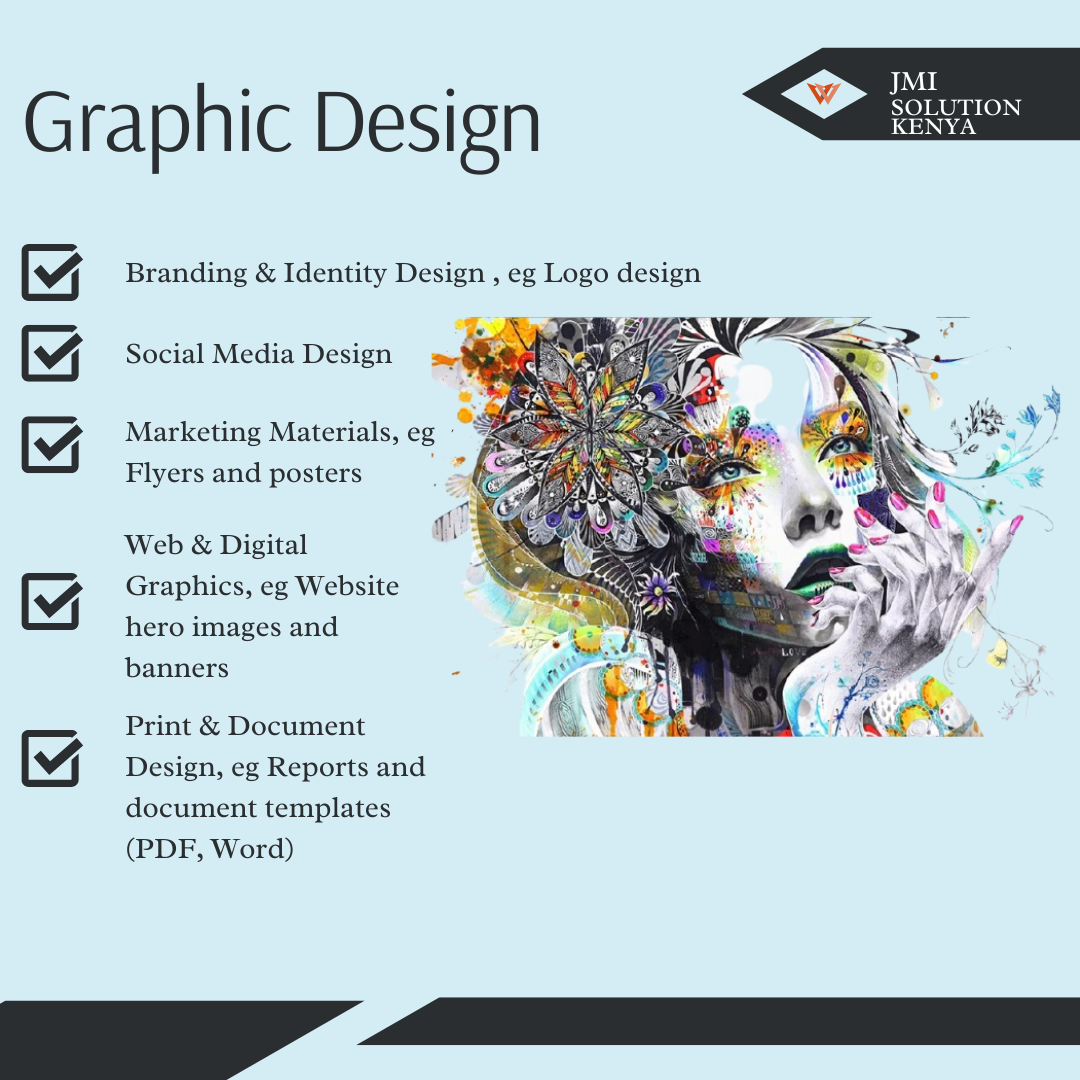 Graphic Design
JMI
SOLUTION
KENYA
Branding & Identity Design , eg Logo design
Social Media Design
Marketing Materials, eg
Flyers and posters
Web & Digital
Graphics, eg Website
hero images and
banners
Print & Document
Design, eg Reports and
document templates
(PDF, Word)
LOVE